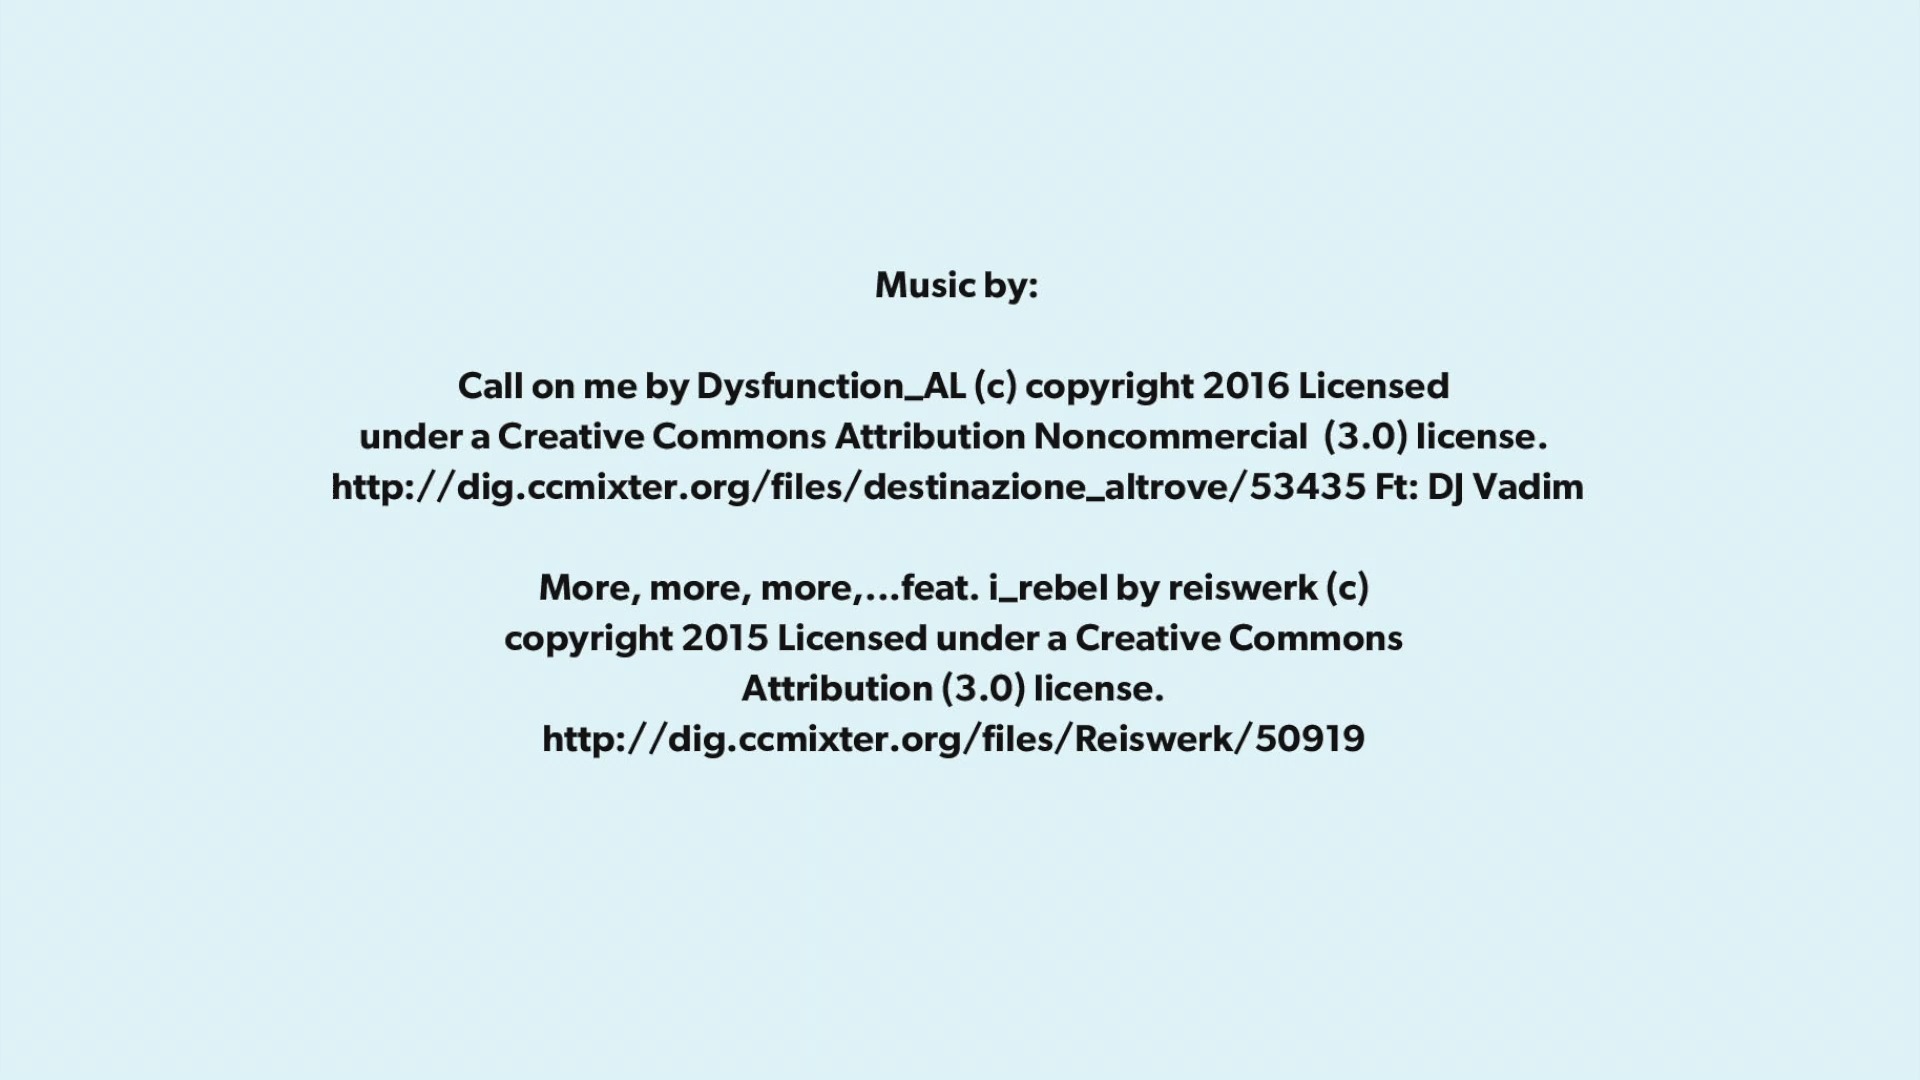 Music by:
Call on me by Dysfunction_AL (c) copyright 2016 Licensed
under a Creative Commons Attribution Noncommercial  (3.0) license.
http://dig.ccmixter.org/files/destinazione_altrove/53435 Ft: DJ Vadim
More, more, more,...feat. i_rebel by reiswerk (c)
copyright 2015 Licensed under a Creative Commons
Attribution (3.0) license.
http://dig.ccmixter.org/files/Reiswerk/50919